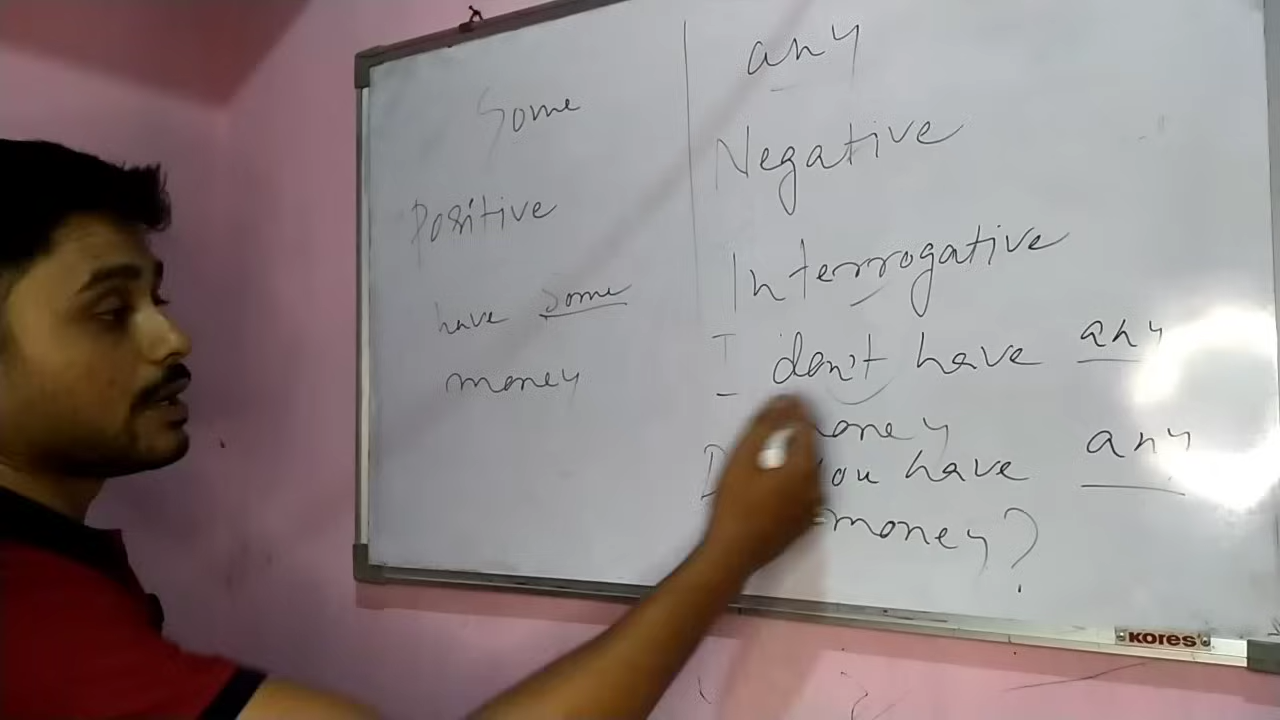 Some
Positive
have some
money
any
Negative
Interrogative
I don't have any
money
you have any
money?
KORES